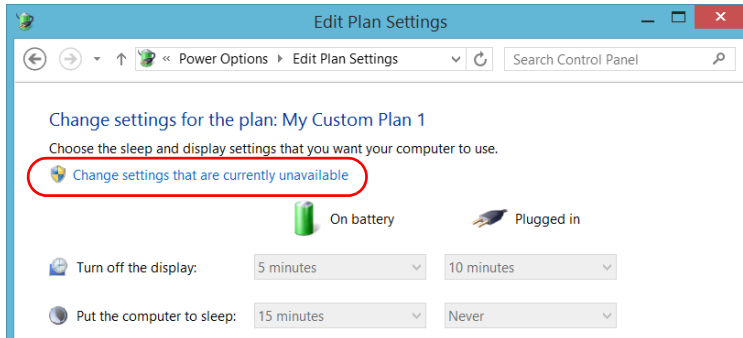 Edit Plan Settings
« Power Options Edit Plan Settings Search Control Panel
Change settings for the plan: My Custom Plan 1
Choose the sleep and display settings that you want your computer to use.
Change settings that are currently unavailable
On battery Plugged in
Turn off the display: 5 minutes 10 minutes
Put the computer to sleep: 15 minutes Never